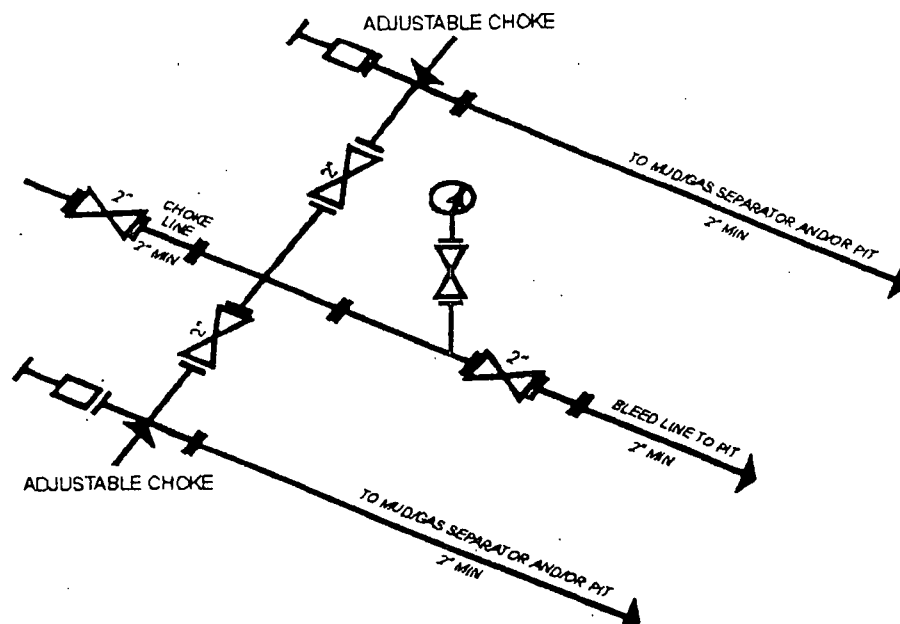 ADJUSTABLE CHOKE
TO MUD/GAS SEPARATOR AND/OR PIT
2" MIN
2"
2"
CHOKE
LINE
2" MIN
2"
2"
BLEED LINE TO PIT
2" MIN
ADJUSTABLE CHOKE
TO MUD/GAS SEPARATOR AND/OR PIT
2" MIN